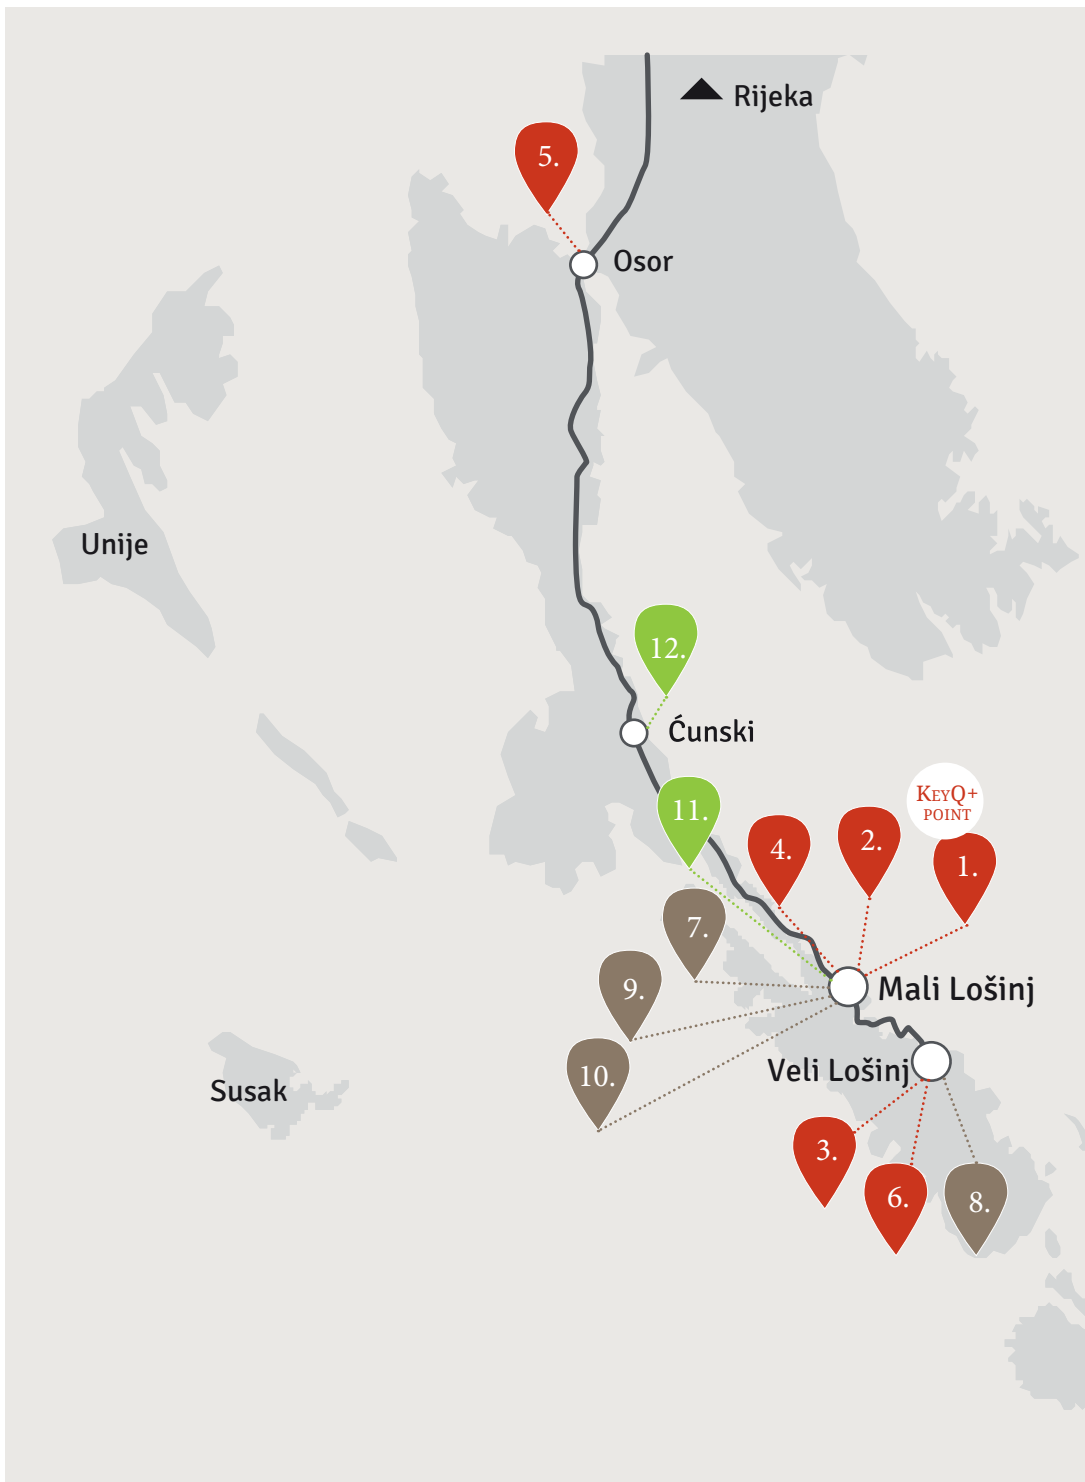 Rijeka
5.
Osor
Unije
12.
Ćunski
KeyQ+
POINT
11.
2.
4.
1.
7.
9.
Mali Lošinj
10.
Veli Lošinj
Susak
3.
6.
8.